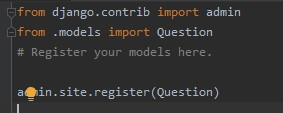 from django.contrib import admin
from .models import Question
# Register your models here.
admin.site.register(Question)